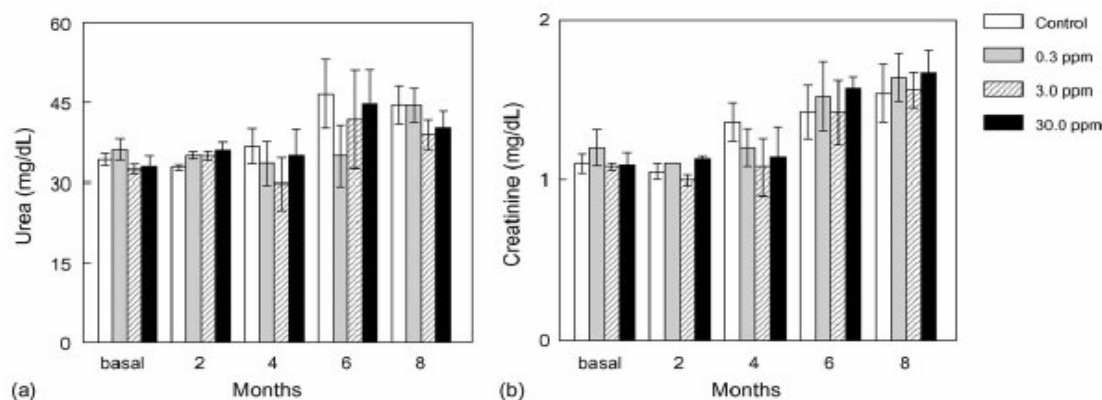 60
45
30
15
0
Urea (mg/dL)
basal 2 4 6 8
Months
(a)
2
1
0
Creatinine (mg/dL)
basal 2 4 6 8
Months
(b)
Control
0.3 ppm
3.0 ppm
30.0 ppm